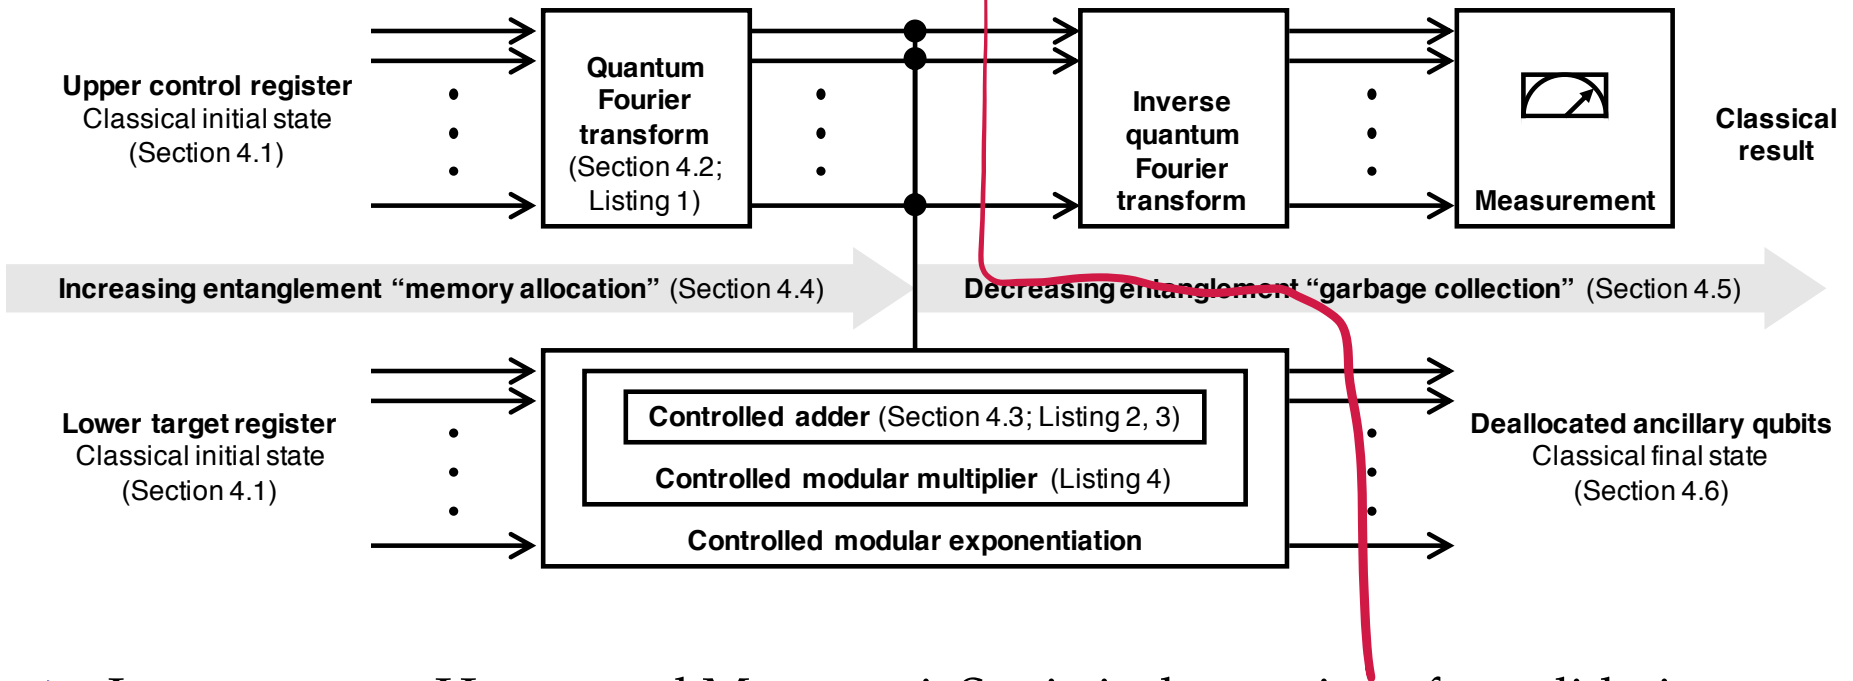 Upper control register
Classical initial state
(Section 4.1)
Quantum
Fourier
transform
(Section 4.2;
Listing 1)
Inverse
quantum
Fourier
transform
Measurement
Classical
result
Increasing entanglement “memory allocation” (Section 4.4)
Decreasing entanglement “garbage collection” (Section 4.5)
Lower target register
Classical initial state
(Section 4.1)
Controlled adder (Section 4.3; Listing 2, 3)
Controlled modular multiplier (Listing 4)
Controlled modular exponentiation
Deallocated ancillary qubits
Classical final state
(Section 4.6)